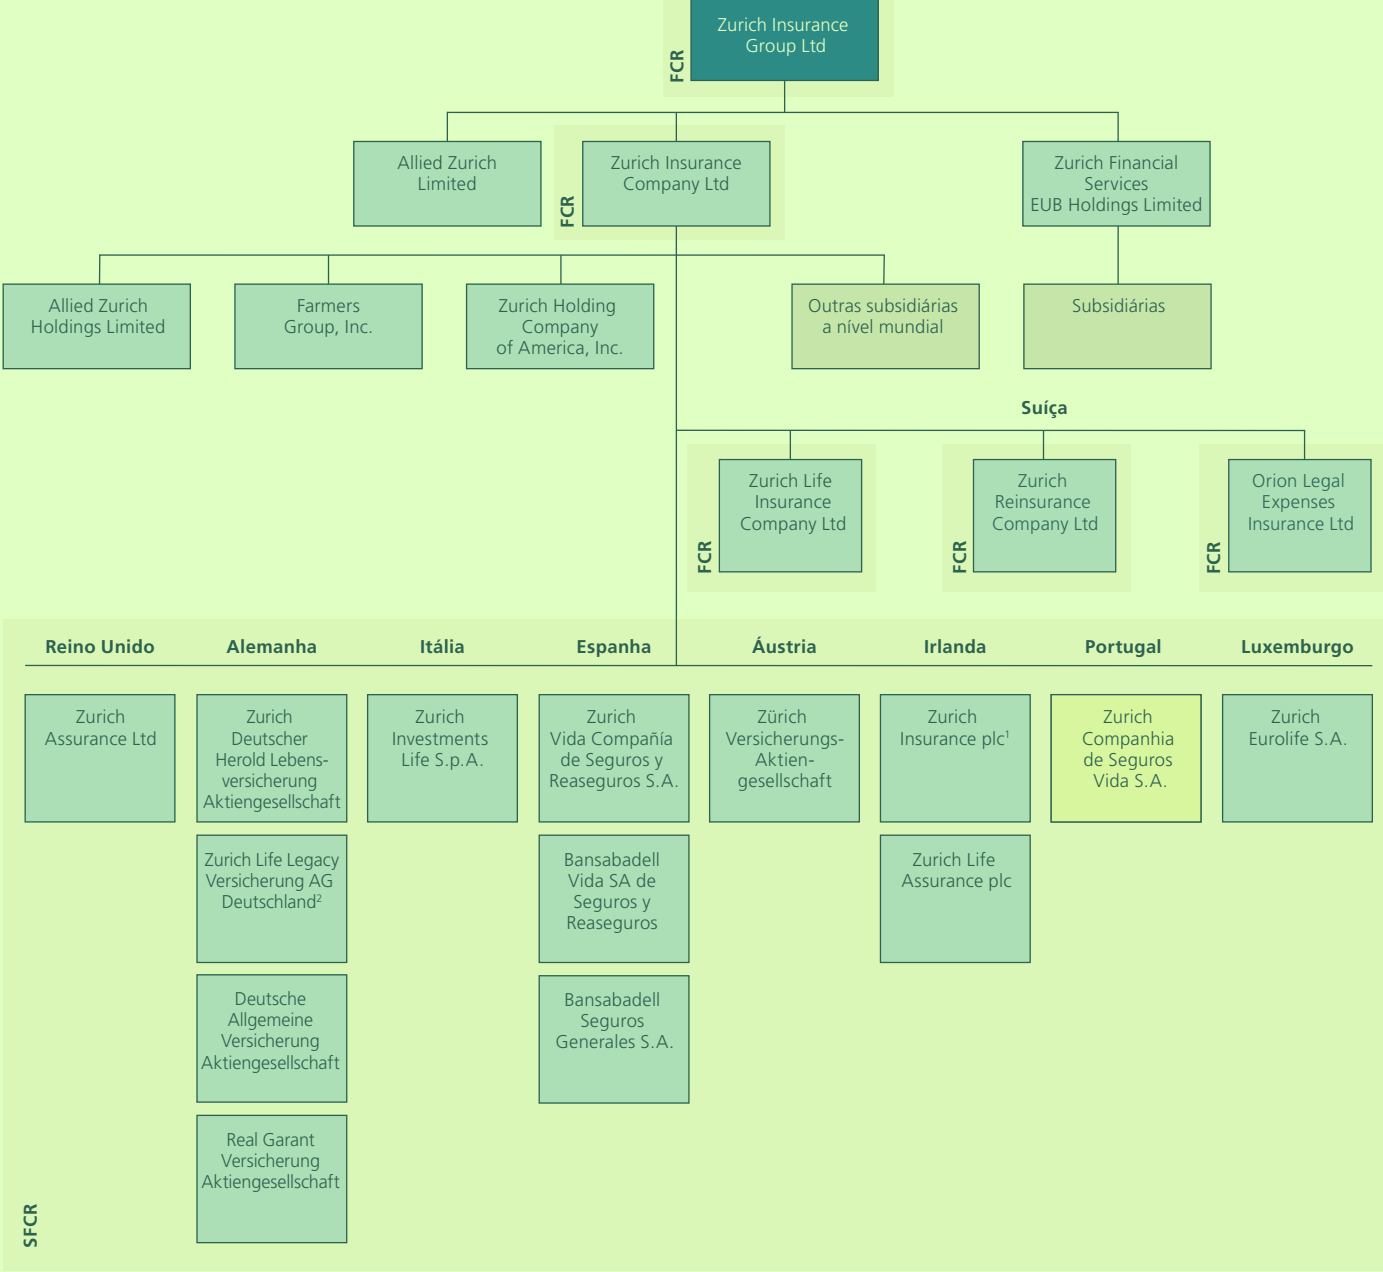 Zurich Insurance
Group Ltd
FCR
Allied Zurich
Limited
Zurich Insurance
Company Ltd
FCR
Zurich Financial
Services
EUB Holdings Limited
Allied Zurich
Holdings Limited
Farmers
Group, Inc.
Zurich Holding
Company
of America, Inc.
Outras subsidiárias
a nível mundial
Subsidiárias
Suíça
Zurich Life
Insurance
Company Ltd
FCR
Zurich
Reinsurance
Company Ltd
FCR
Orion Legal
Expenses
Insurance Ltd
FCR
Reino Unido
Alemanha
Itália
Espanha
Áustria
Irlanda
Portugal
Luxemburgo
Zurich
Assurance Ltd
Zurich
Deutscher
Herold Lebens-
versicherung
Aktiengesellschaft
Zurich
Investments
Life S.p.A.
Zurich
Vida Compañía
de Seguros y
Reaseguros S.A.
Zürich
Versicherungs-
Aktien-
gesellschaft
Zurich
Insurance plc¹
Zurich
Companhia
de Seguros
Vida S.A.
Zurich
Eurolife S.A.
Zurich Life Legacy
Versicherung AG
Deutschland²
Bansabadell
Vida SA de
Seguros y
Reaseguros
Zurich Life
Assurance plc
Deutsche
Allgemeine
Versicherung
Aktiengesellschaft
Bansabadell
Seguros
Generales S.A.
Real Garant
Versicherung
Aktiengesellschaft
SFCR